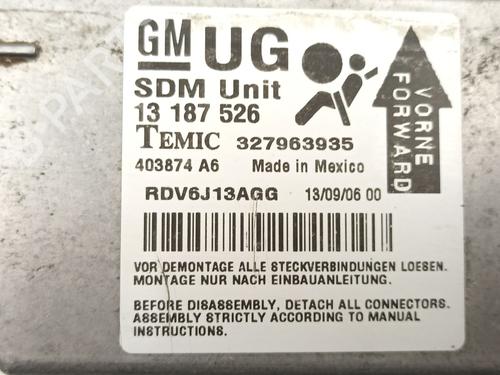 GM UG
SDM Unit
13 187 526
TEMIC 327963935
403874 A6 Made in Mexico
RDV6J13AGG 13/09/06 00
VORNE
FORWARD
VOR DEMONTAGE ALLE STECKVERBINDUNGEN LOESEN.
MONTAGE NUR NACH EINBAUANLEITUNG.
BEFORE DISASSEMBLY, DETACH ALL CONNECTORS.
ASSEMBLY STRICTLY ACCORDING TO MANUAL
INSTRUCTIONS.